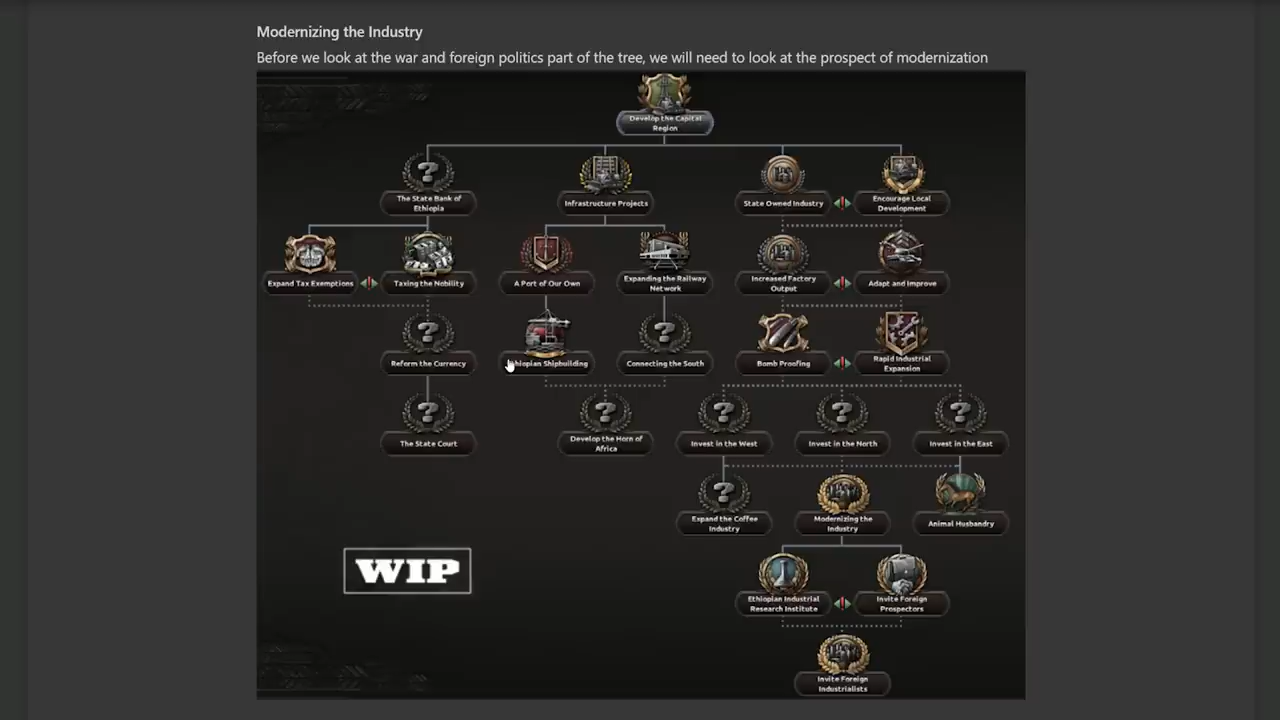 Modernizing the Industry
Before we look at the war and foreign politics part of the tree, we will need to look at the prospect of modernization
Develop the Capital
Region
The State Bank of
Ethiopia
Infrastructure Projects
State Owned Industry
Encourage Local
Development
Expand Tax Exemptions
Taxing the Nobility
A Port of Our Own
Expanding the Railway
Network
Increased Factory
Output
Adapt and Improve
Reform the Currency
Ethiopian Shipbuilding
Connecting the South
Bomb Proofing
Rapid Industrial
Expansion
The State Court
Develop the Horn of
Africa
Invest in the West
Invest in the North
Invest in the East
Expand the Coffee
Industry
Modernizing the
Industry
Animal Husbandry
WIP
Ethiopian Industrial
Research Institute
Invite Foreign
Prospectors
Invite Foreign
Industrialists